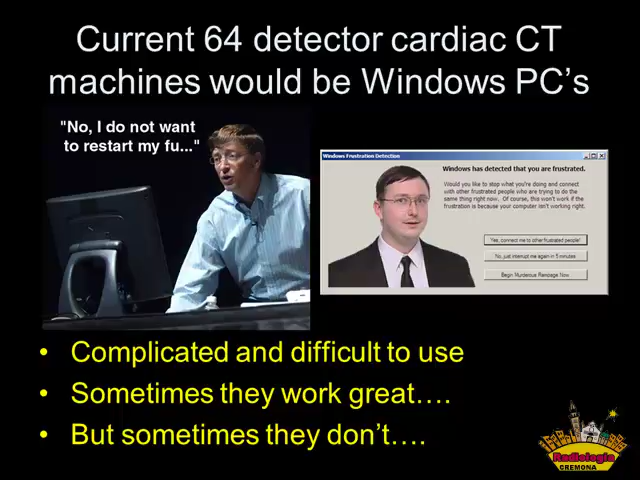 Current 64 detector cardiac CT
machines would be Windows PC's
"No, I do not want
to restart my fu..."
Windows Frustration Detection
Windows has detected that you are frustrated.
Would you like to stop what you're doing and connect
with other frustrated people who are trying to do the
same thing right now. Of course, this won't work if the
frustration is because your computer isn't working right.
Yes, connect me to other frustrated people!
No, just interrupt me again in 5 minutes
Begin Murderous Rampage Now
• Complicated and difficult to use
• Sometimes they work great….
• But sometimes they don't….
Radiologia
CREMONA